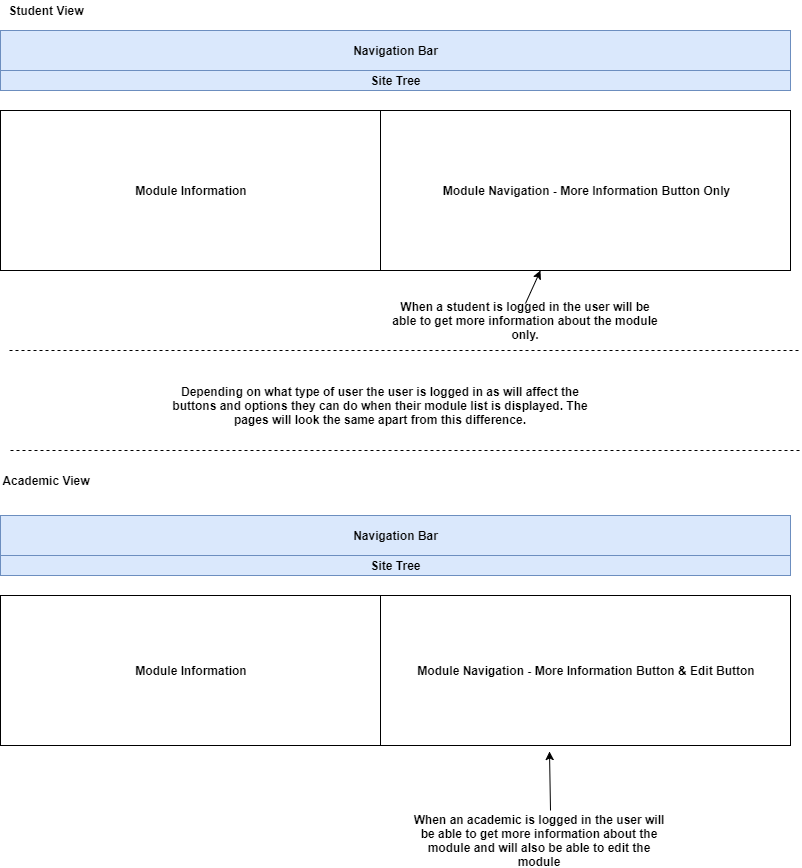 Student View
Navigation Bar
Site Tree
Module Information
Module Navigation - More Information Button Only
When a student is logged in the user will be
able to get more information about the module
only.
Depending on what type of user the user is logged in as will affect the
buttons and options they can do when their module list is displayed. The
pages will look the same apart from this difference.
Academic View
Navigation Bar
Site Tree
Module Information
Module Navigation - More Information Button & Edit Button
When an academic is logged in the user will
be able to get more information about the
module and will also be able to edit the
module